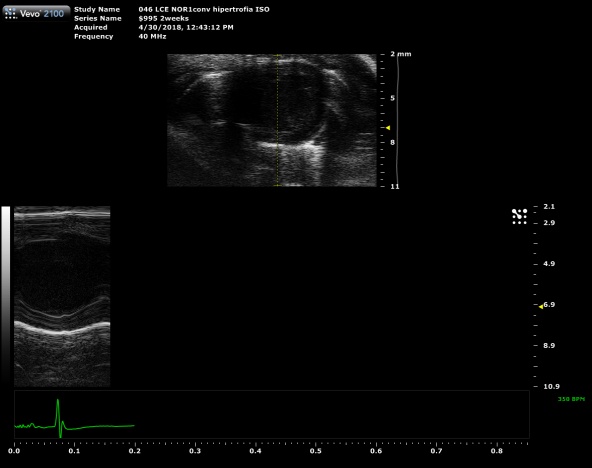 Vevo 2100
Study Name 046 LCE NOR1conv hipertrofia ISO
Series Name $995 2weeks
Acquired 4/30/2018, 12:43:12 PM
Frequency 40 MHz
2 mm
5
8
11
2.1
2.9
4.9
6.9
8.9
10.9
358 BPM
0.0 0.1 0.2 0.3 0.4 0.5 0.6 0.7 0.8